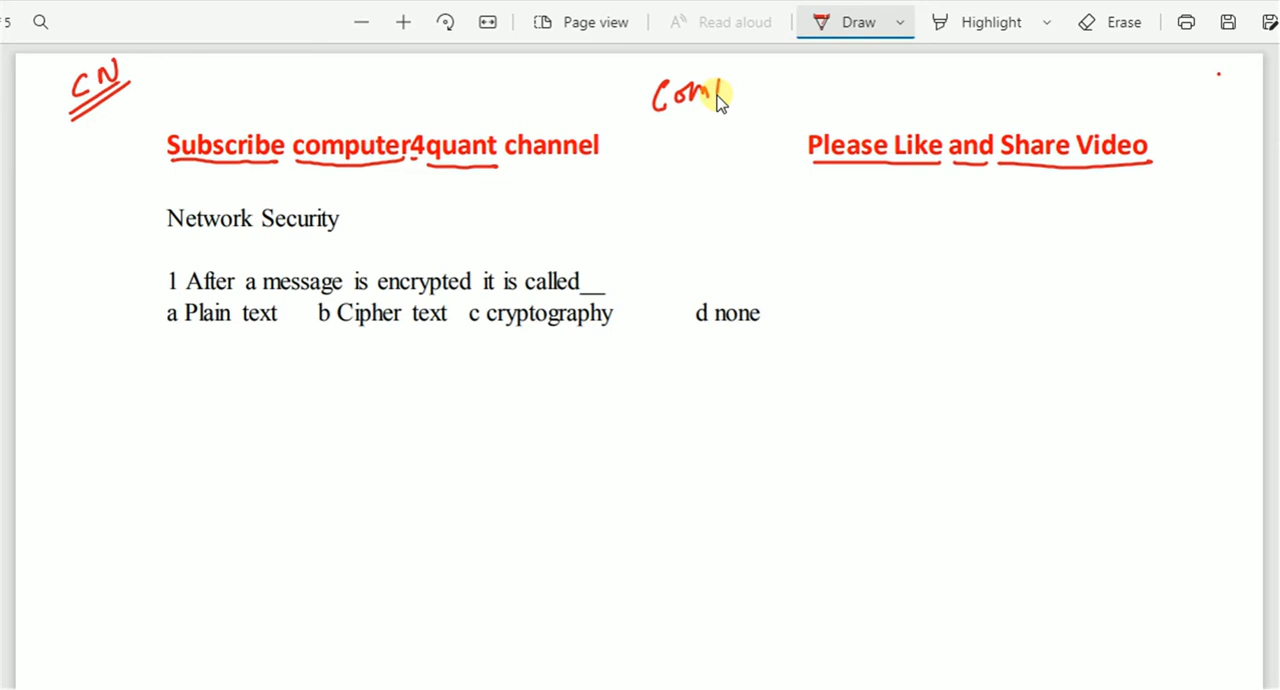 5
Page view
Read aloud
Draw
Highlight
Erase
CN
Com
Subscribe computer4quant channel
Please Like and Share Video
Network Security
1 After a message is encrypted it is called__
a Plain text b Cipher text c cryptography d none